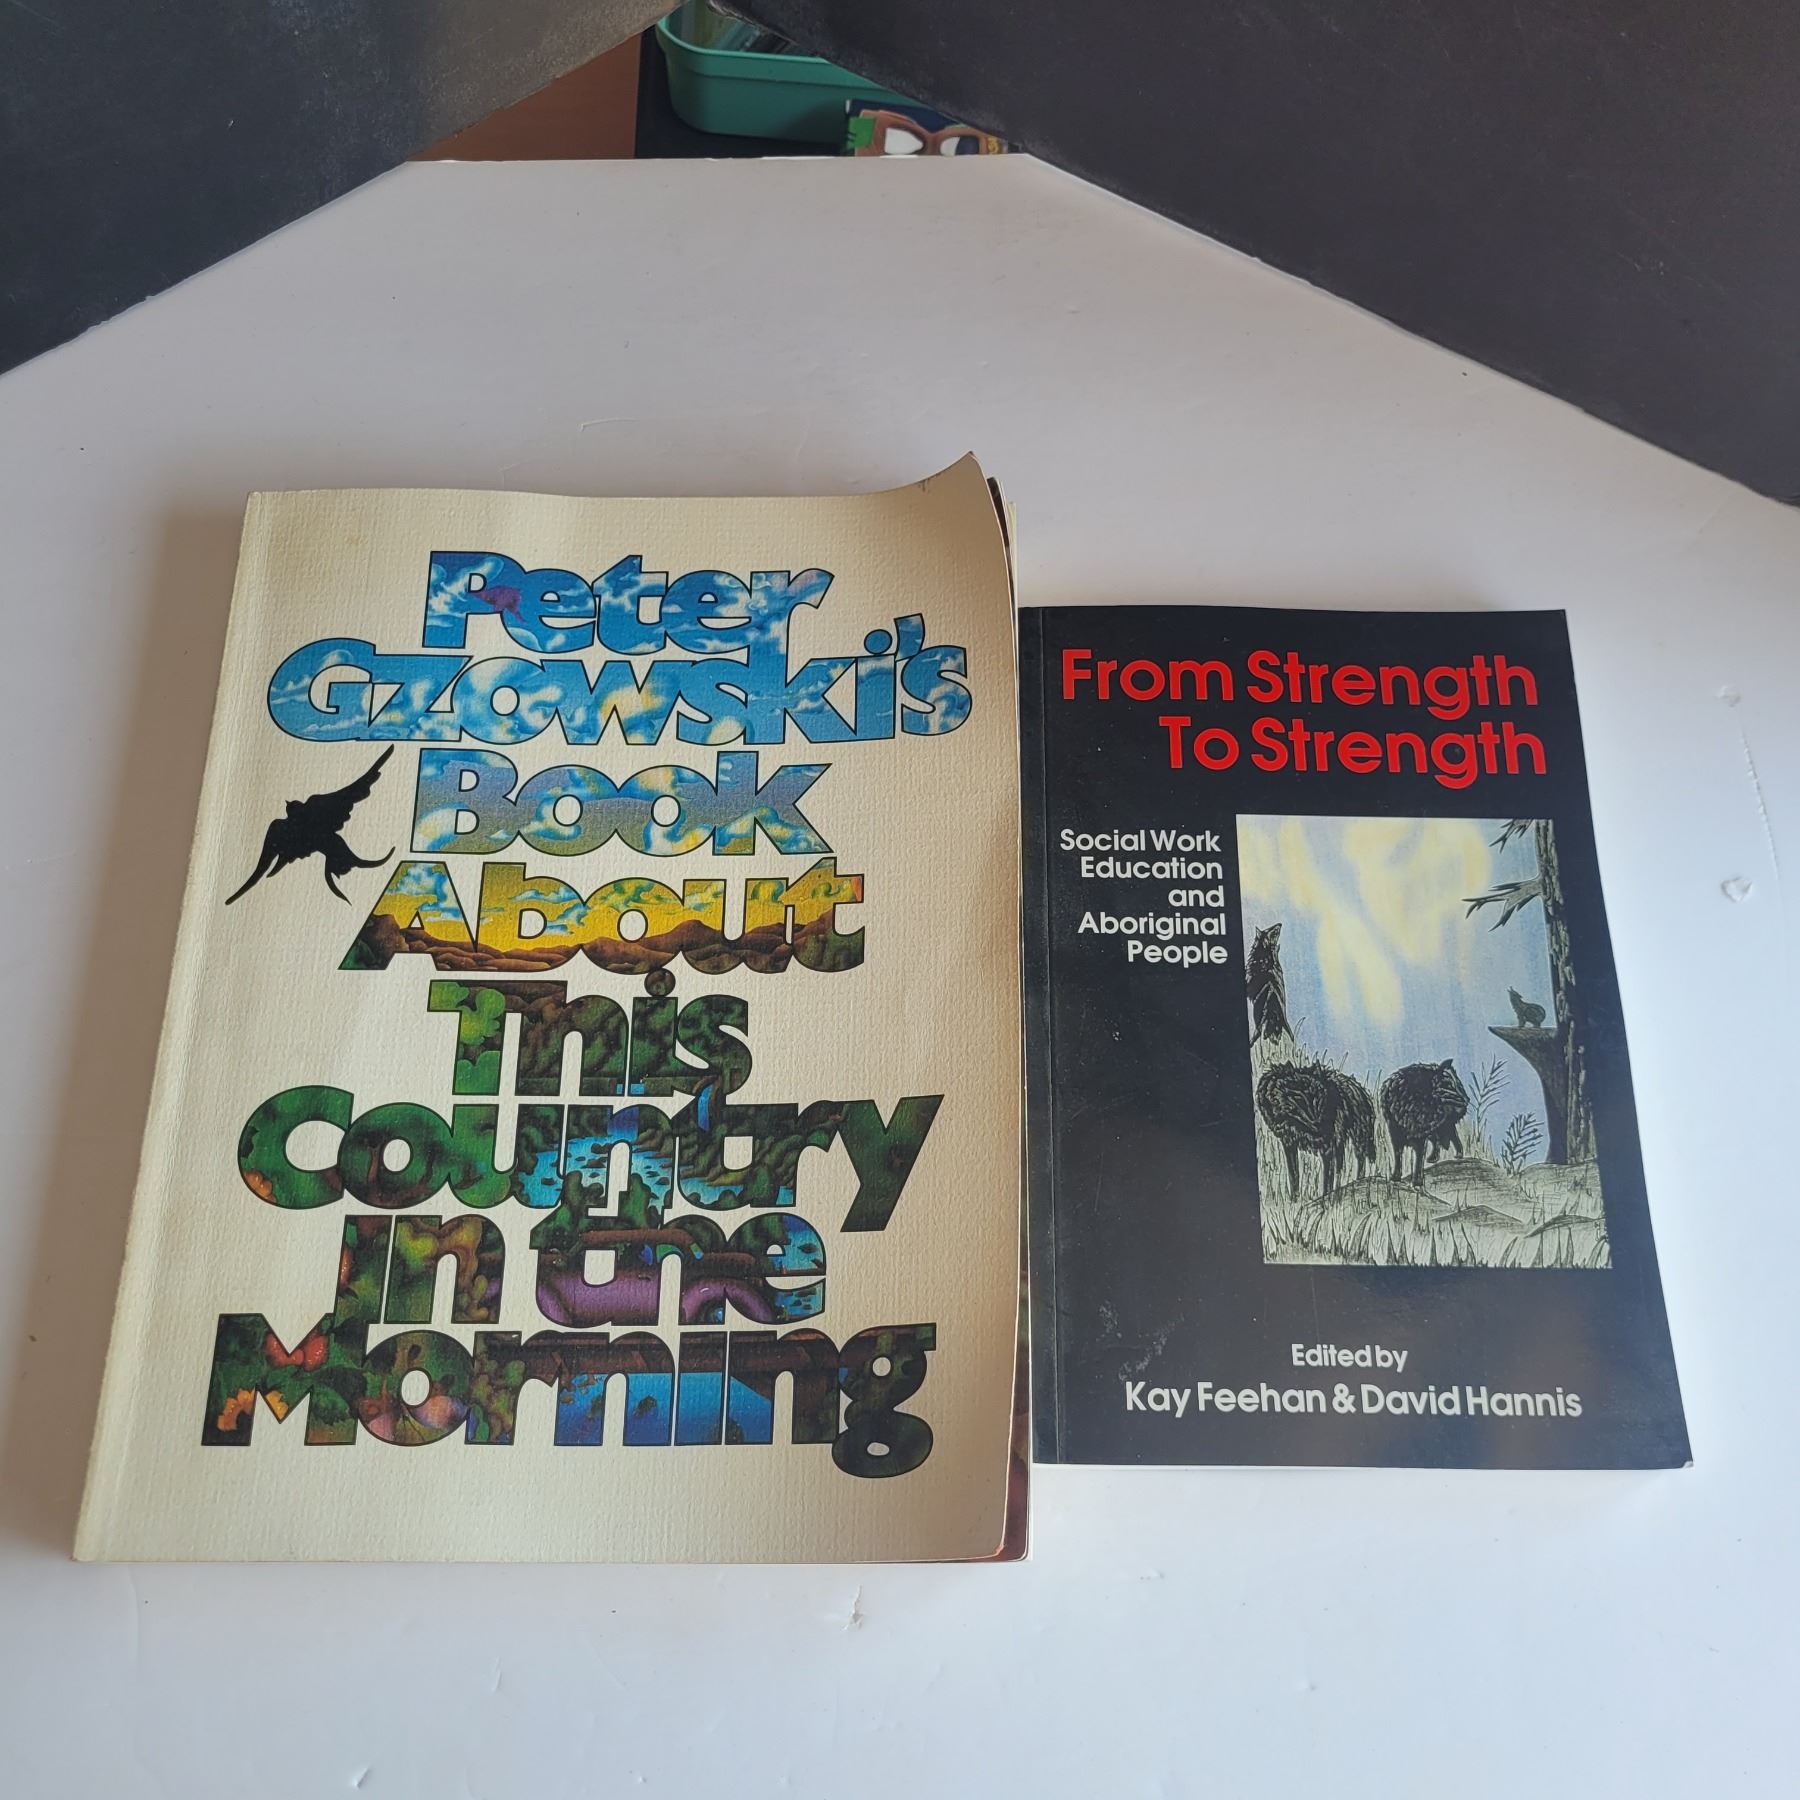 Peter
Gzowski's
Book
About
This
Country
in the
Morning
From Strength
To Strength
Social Work
Education
and
Aboriginal
People
Edited by
Kay Feehan & David Hannis